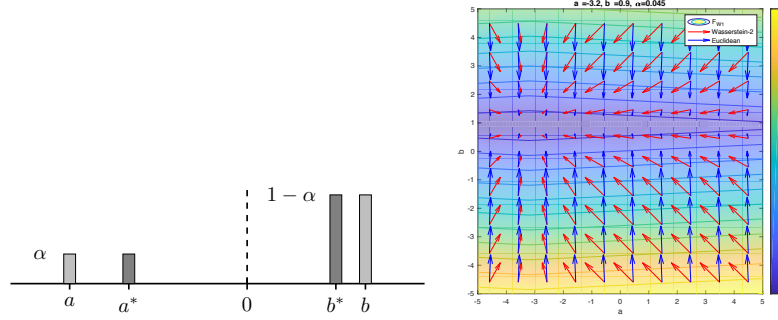 1 − α
α
a
a*
0
b*
b
a =-3.2, b =0.9, α=0.045
F_W1
Wasserstein-2
Euclidean
5
4
3
2
1
0
-1
-2
-3
-4
-5
b
-5 -4 -3 -2 -1 0 1 2 3 4 5
a